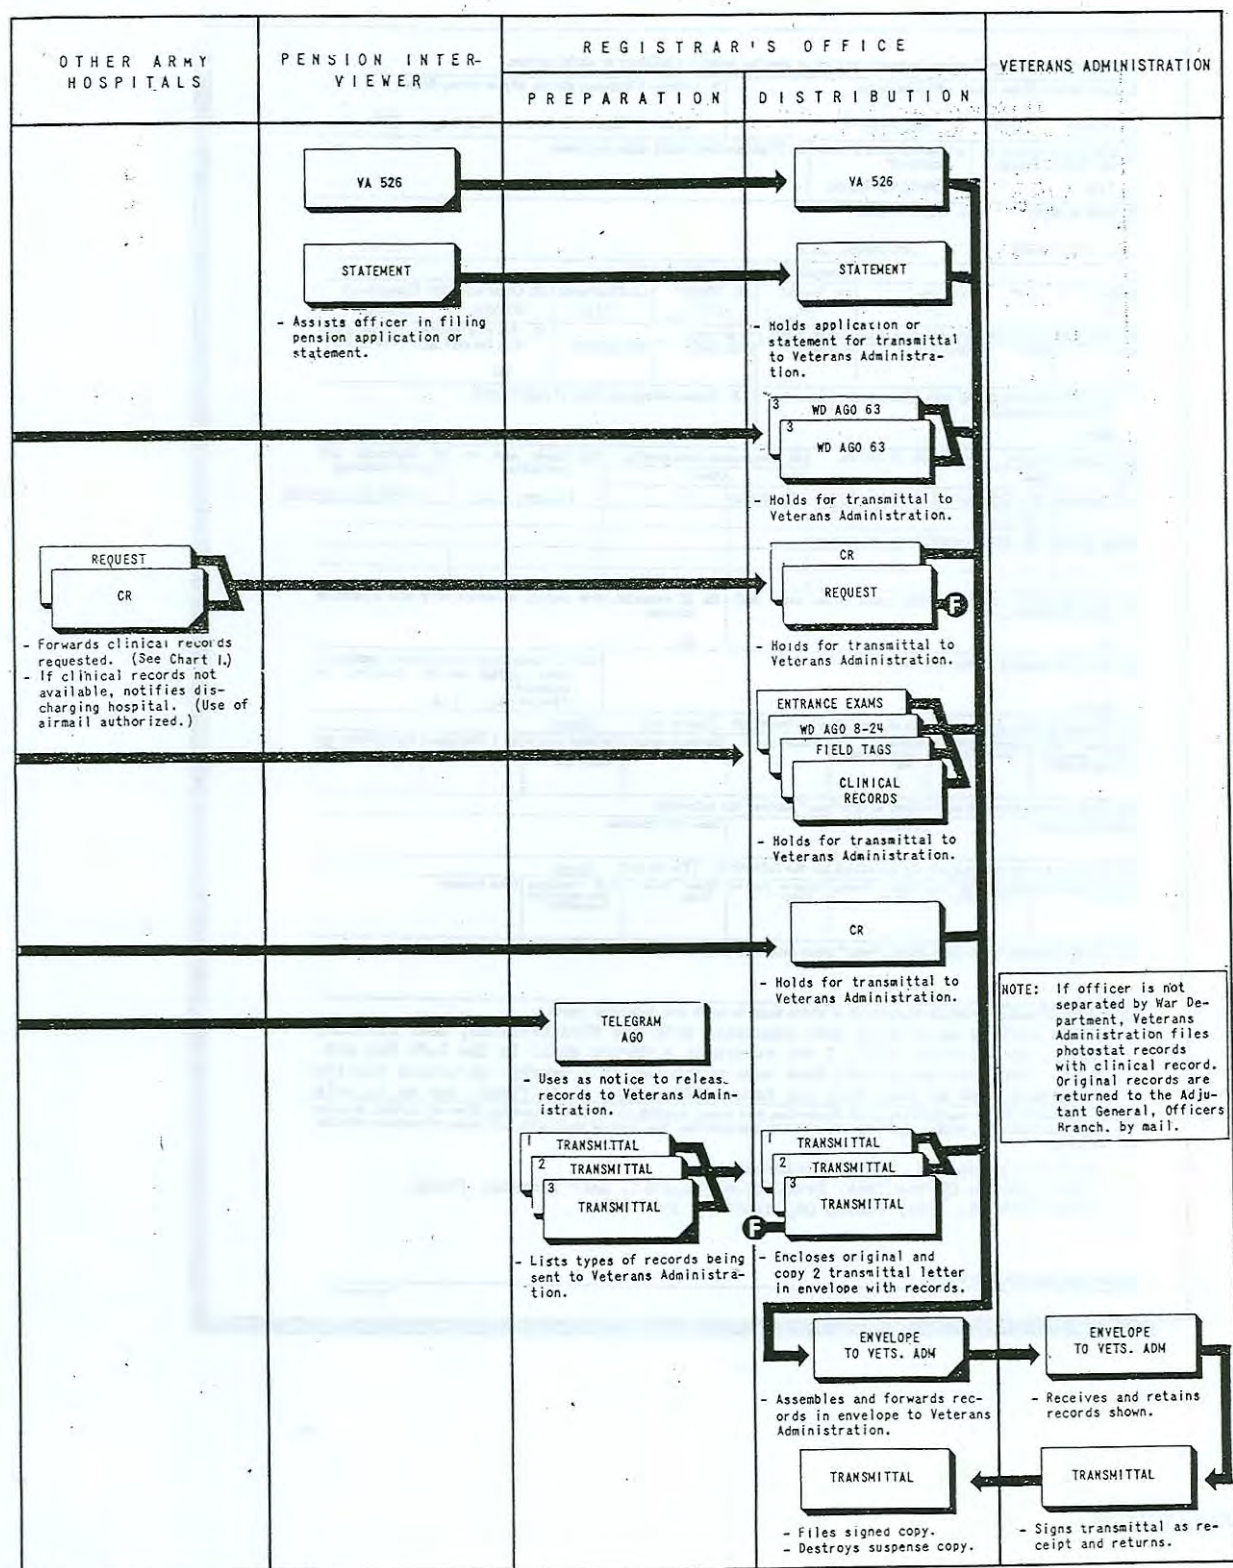 OTHER ARMY
HOSPITALS
PENSION INTER-
VIEWER
REGISTRAR'S OFFICE
PREPARATION
DISTRIBUTION
VETERANS ADMINISTRATION
VA 526
VA 526
STATEMENT
- Assists officer in filing
pension application or
statement.
STATEMENT
- Holds application or
statement for transmittal
to Veterans Administra-
tion.
3 WD AGO 63
3
WD AGO 63
- Holds for transmittal to
Veterans Administration.
REQUEST
CR
- Forwards clinical records
requested. (See Chart 1.)
- If clinical records not
available, notifies dis-
charging hospital. (Use of
airmail authorized.)
CR
REQUEST
F
- Holds for transmittal to
Veterans Administration.
ENTRANCE EXAMS
WD AGO 8-24
FIELD TAGS
CLINICAL
RECORDS
- Holds for transmittal to
Veterans Administration.
CR
- Holds for transmittal to
Veterans Administration.
TELEGRAM
AGO
- Uses as notice to releas
records to Veterans Admin-
istration.
NOTE: If officer is not
separated by War De-
partment, Veterans
Administration files
photostat records
with clinical record.
Original records are
returned to the Adju-
tant General, Officers
Branch. by mail.
1 TRANSMITTAL
2 TRANSMITTAL
3
TRANSMITTAL
- Lists types of records being
sent to Veterans Administra-
tion.
1 TRANSMITTAL
2 TRANSMITTAL
3
TRANSMITTAL
F
- Encloses original and
copy 2 transmittal letter
in envelope with records.
ENVELOPE
TO VETS. ADM
- Assembles and forwards rec-
ords in envelope to Veterans
Administration.
ENVELOPE
TO VETS. ADM
- Receives and retains
records shown.
TRANSMITTAL
- Files signed copy.
- Destroys suspense copy.
TRANSMITTAL
- Signs transmittal as re-
ceipt and returns.